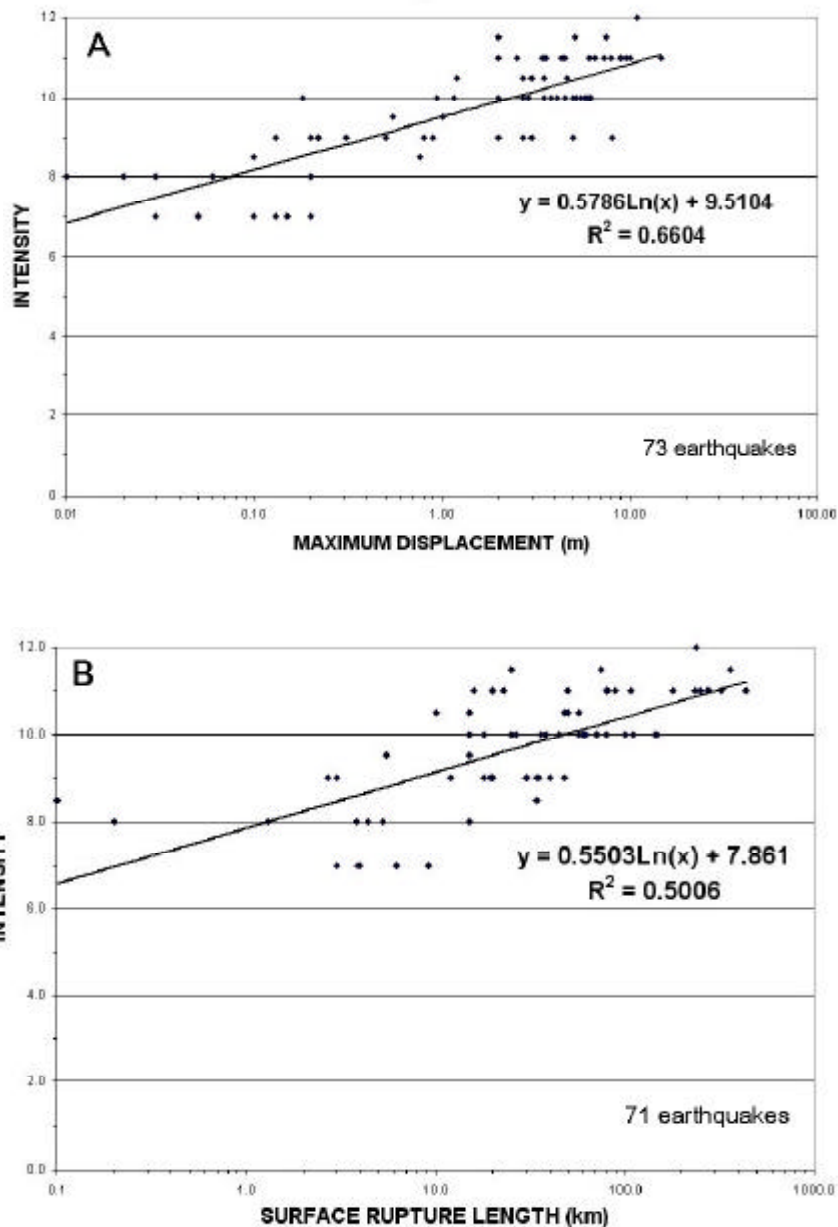 A
12
10
8
6
4
2
0
INTENSITY
y = 0.5786Ln(x) + 9.5104
R² = 0.6604
73 earthquakes
0.01 0.10 1.00 10.00 100.00
MAXIMUM DISPLACEMENT (m)
B
12.0
10.0
8.0
6.0
4.0
2.0
0.0
INTENSITY
y = 0.5503Ln(x) + 7.861
R² = 0.5006
71 earthquakes
0.1 1.0 10.0 100.0 1000.0
SURFACE RUPTURE LENGTH (km)